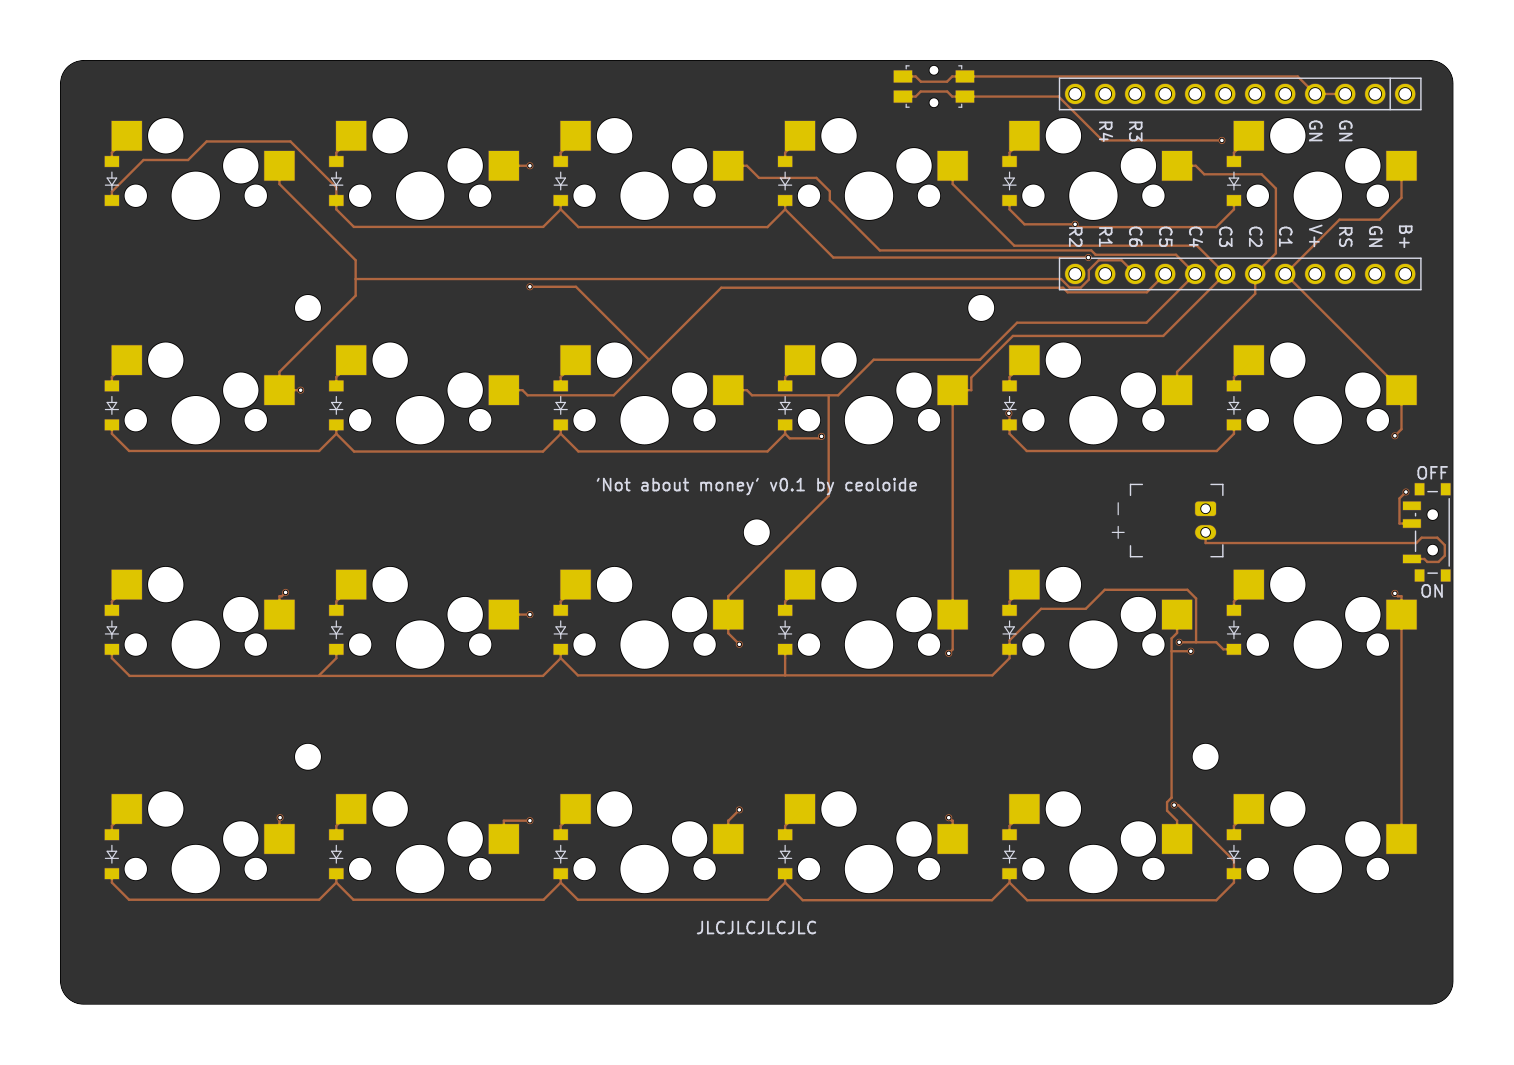 R4 R3 GN GN
R2 R1 C6 C5 C4 C3 C2 C1 V+ RS GN B+
OFF
'Not about money' v0.1 by ceoloide
+
ON
JLCJLCJLCJLC